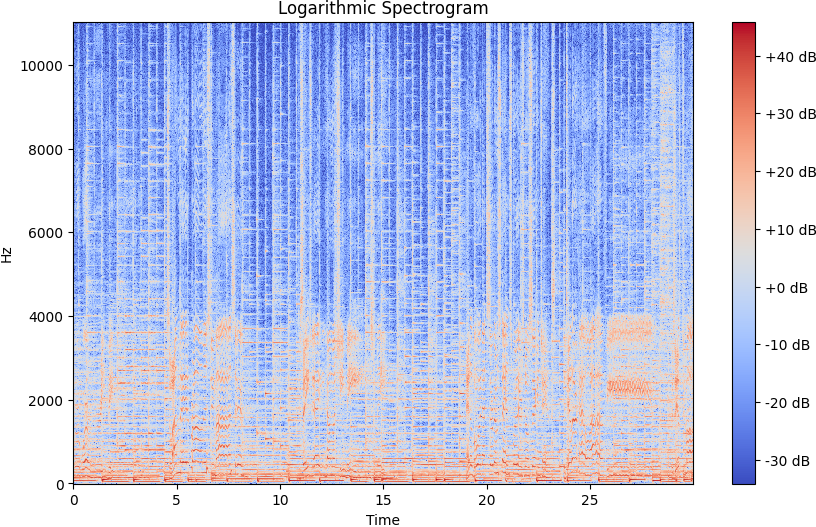 Logarithmic Spectrogram
Hz
10000
8000
6000
4000
2000
0
0 5 10 15 20 25
Time
+40 dB
+30 dB
+20 dB
+10 dB
+0 dB
-10 dB
-20 dB
-30 dB